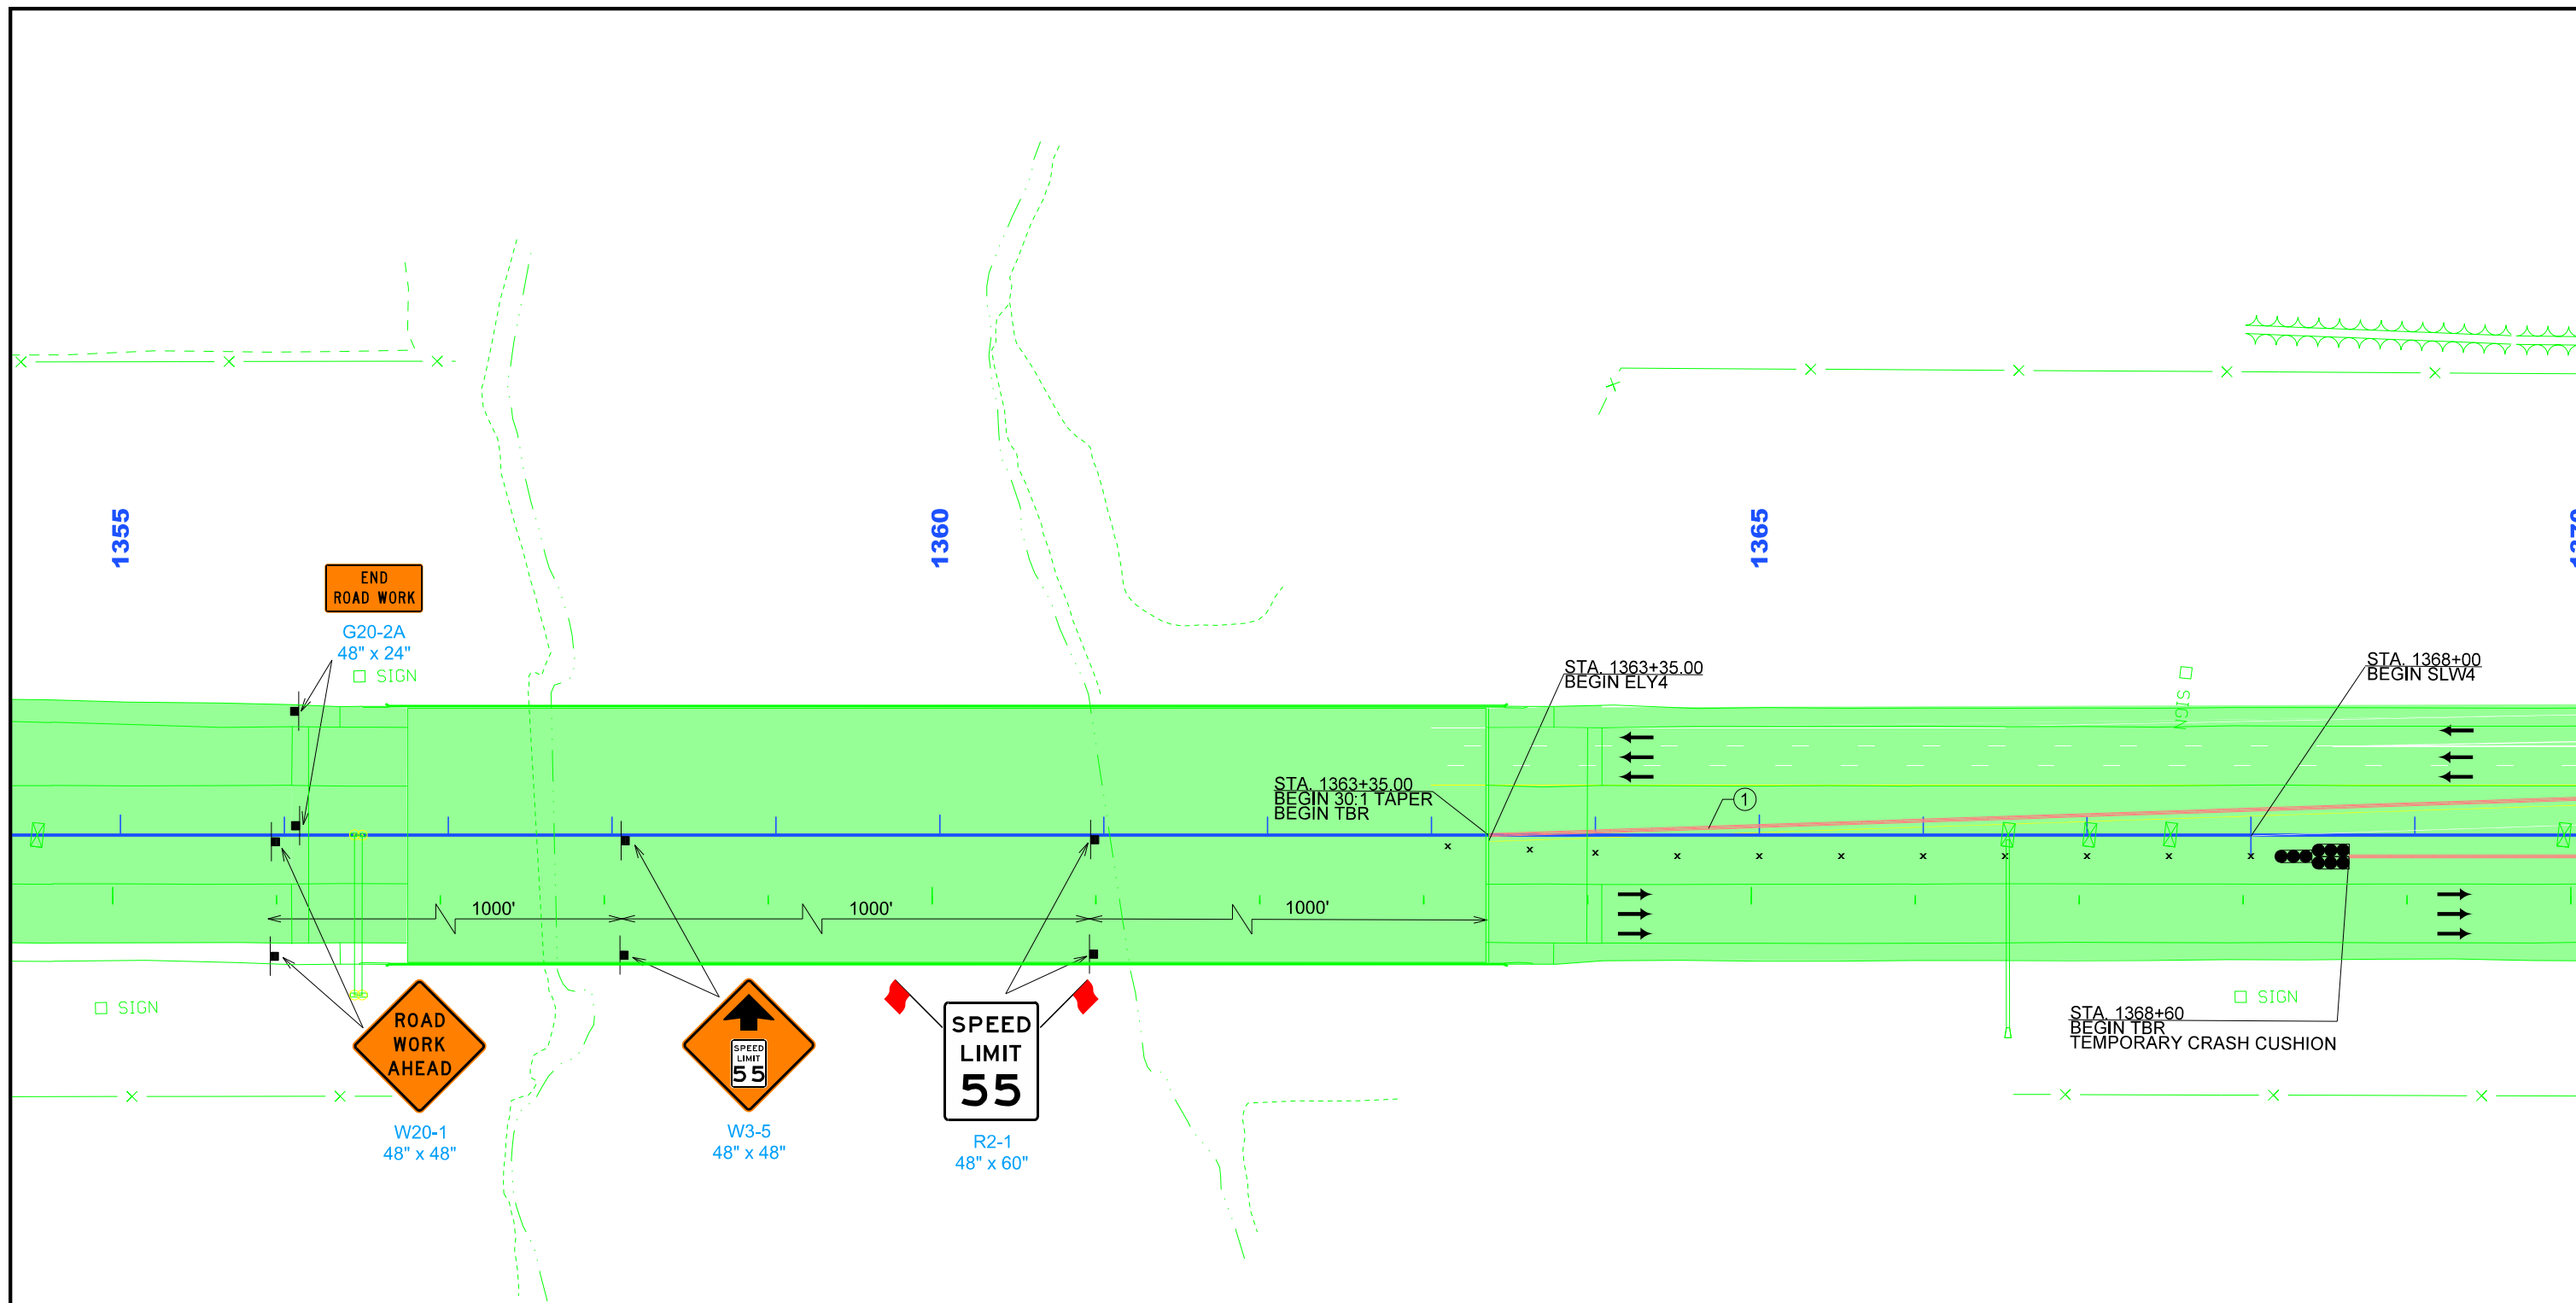 1355
1360
1365
END
ROAD WORK
G20-2A
48" x 24"
SIGN
STA. 1363+35.00
BEGIN ELY4
SIGN
STA. 1368+00
BEGIN SLW4
STA. 1363+35.00
BEGIN 30:1 TAPER
BEGIN TBR
1
1000'
1000'
1000'
SIGN
ROAD
WORK
AHEAD
W20-1
48" x 48"
SPEED
LIMIT
55
W3-5
48" x 48"
SPEED
LIMIT
55
R2-1
48" x 60"
SIGN
STA. 1368+60
BEGIN TBR
TEMPORARY CRASH CUSHION